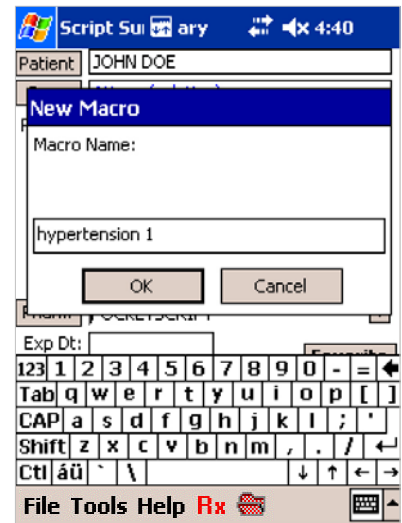 Script Su ary 4:40
Patient JOHN DOE
New Macro
Macro Name:
hypertension 1
OK Cancel
Exp Dt:
123 1 2 3 4 5 6 7 8 9 0 - =
Tab q w e r t y u i o p [ ]
CAP a s d f g h j k l ; '
Shift z x c v b n m , . /
Ctl áü ` \
File Tools Help Rx